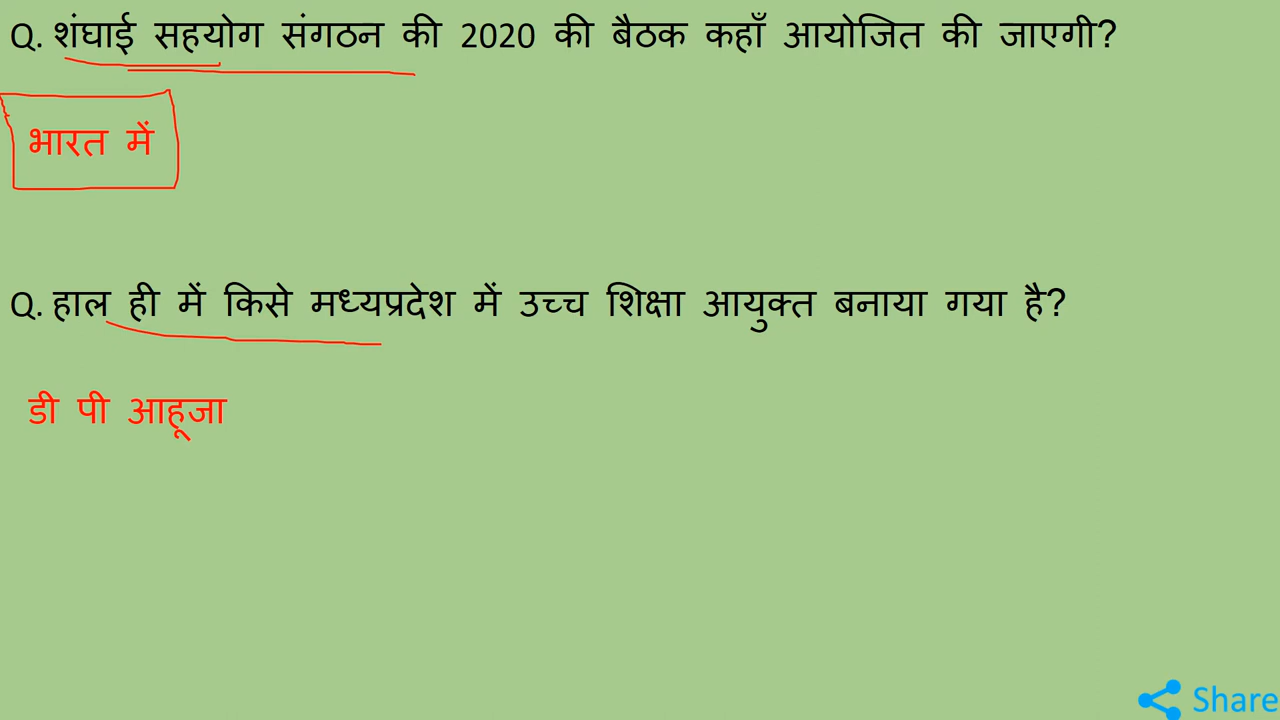 Q. शंघाई सहयोग संगठन की 2020 की बैठक कहाँ आयोजित की जाएगी?
भारत में
Q. हाल ही में किसे मध्यप्रदेश में उच्च शिक्षा आयुक्त बनाया गया है?
डी पी आहूजा
Share